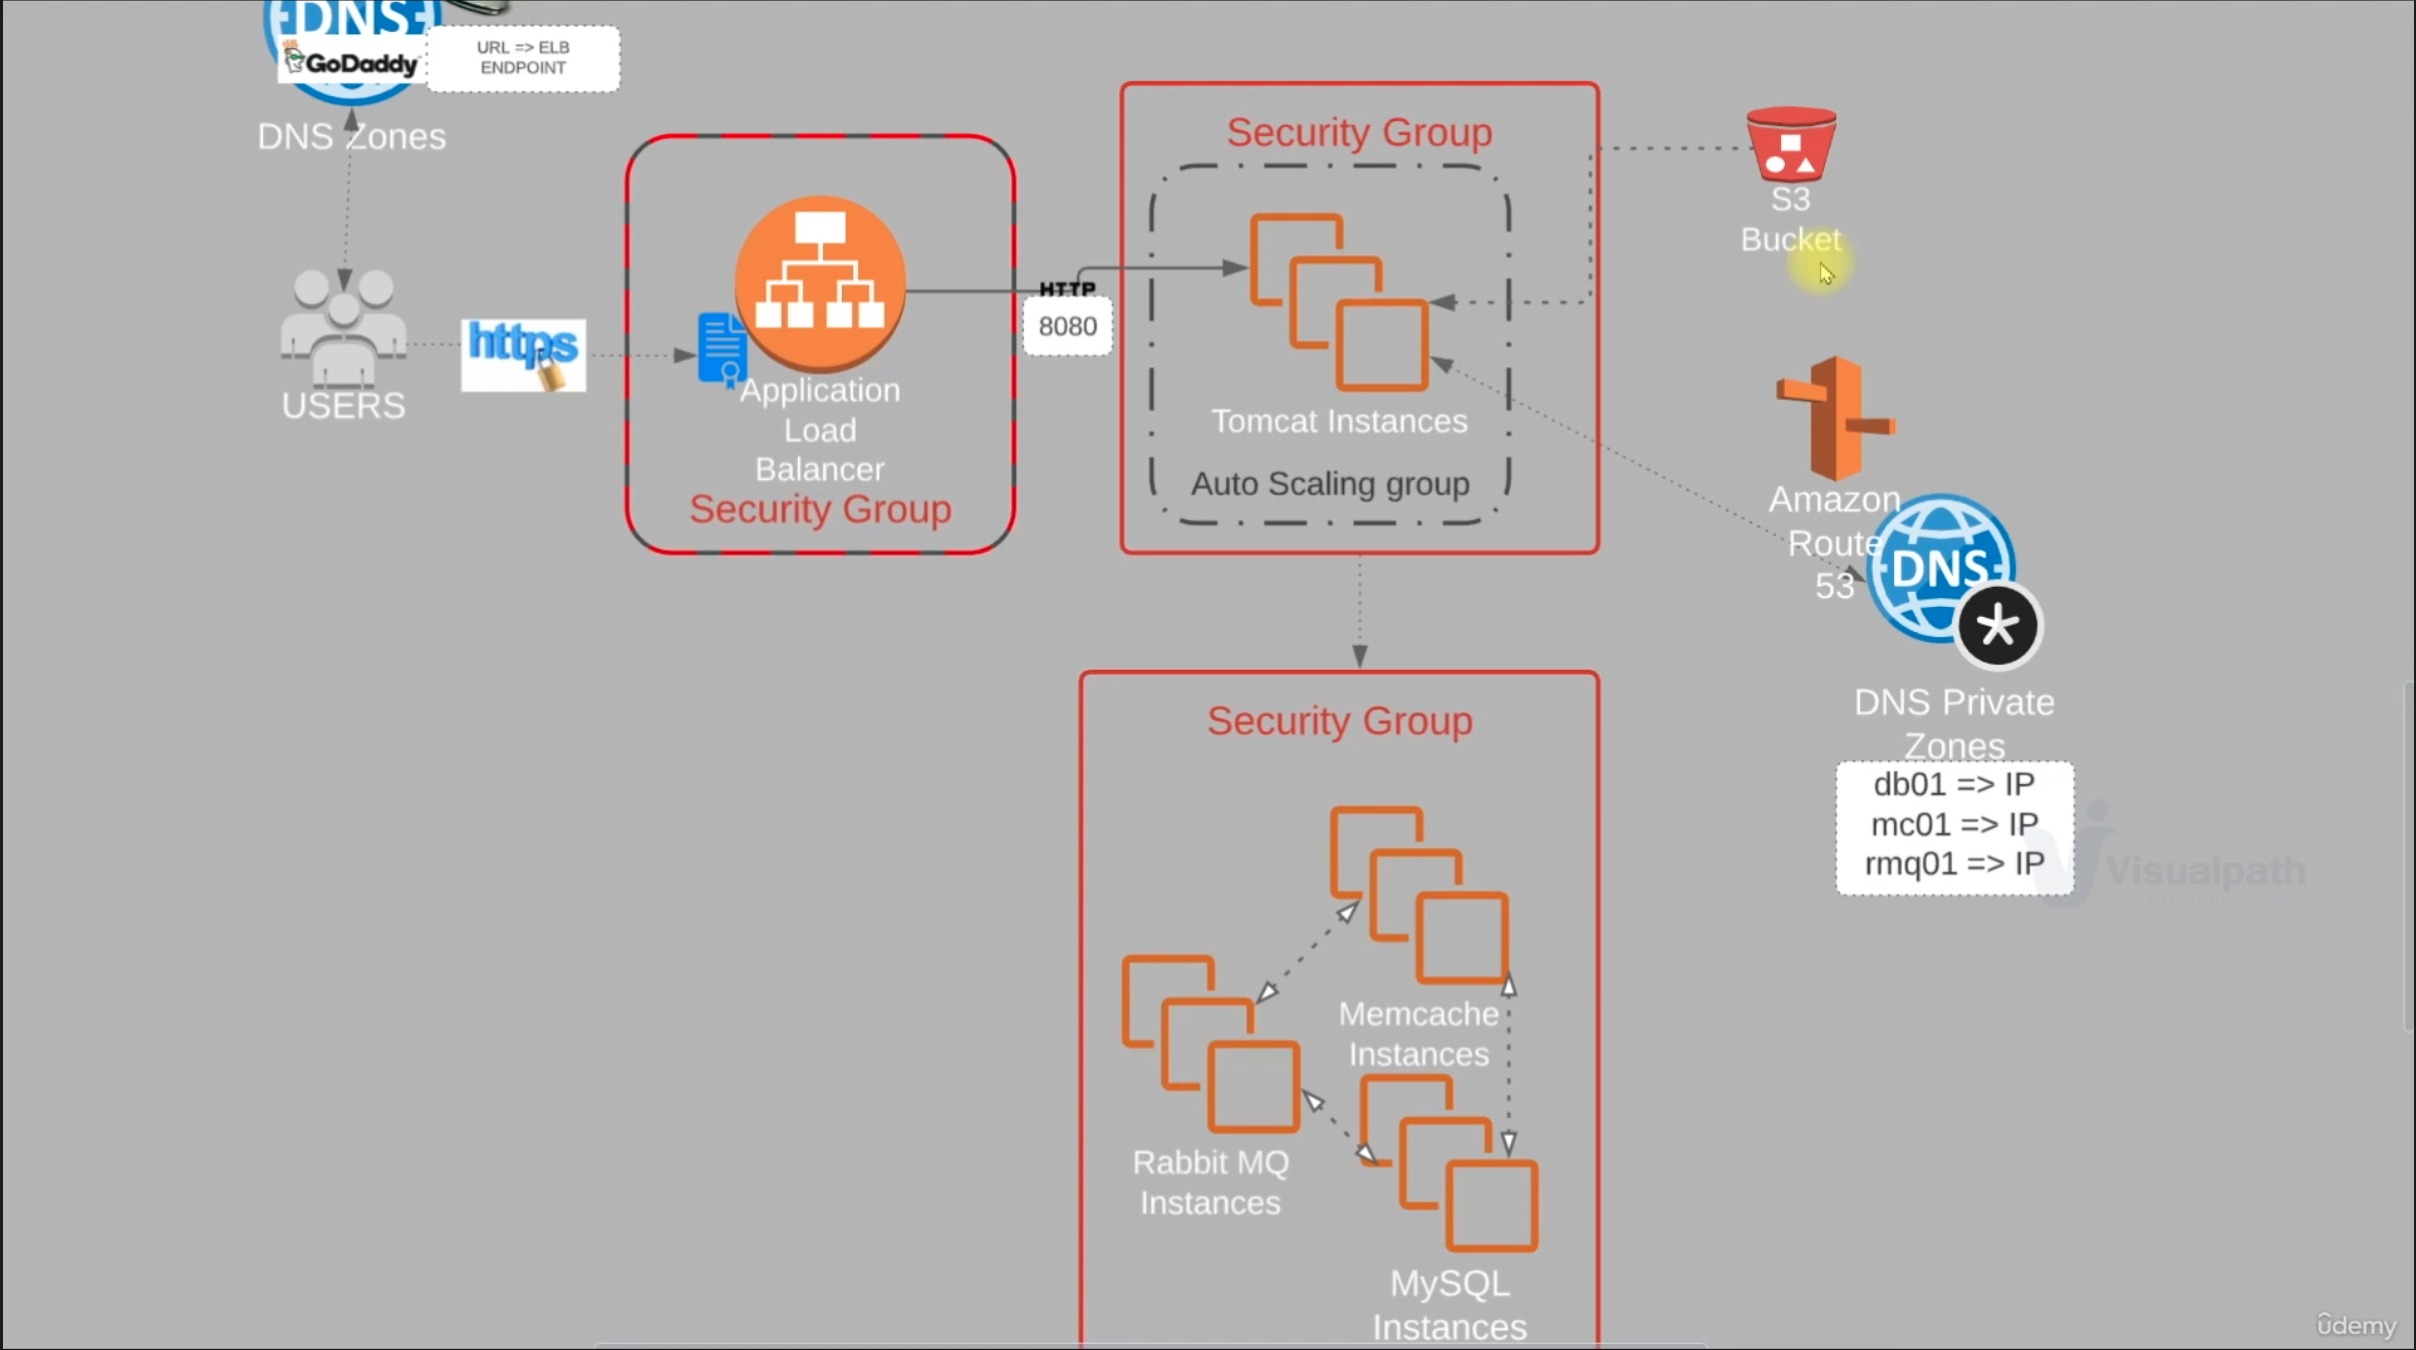 DNS
GoDaddy
URL => ELB
ENDPOINT
DNS Zones
USERS
https
Application
Load
Balancer
Security Group
HTTP
8080
Security Group
Tomcat Instances
Auto Scaling group
S3
Bucket
Amazon
Route
53
DNS
DNS Private
Zones
db01 => IP
mc01 => IP
rmq01 => IP
Visualpath
Security Group
Memcache
Instances
Rabbit MQ
Instances
MySQL
Instances
ûdemy